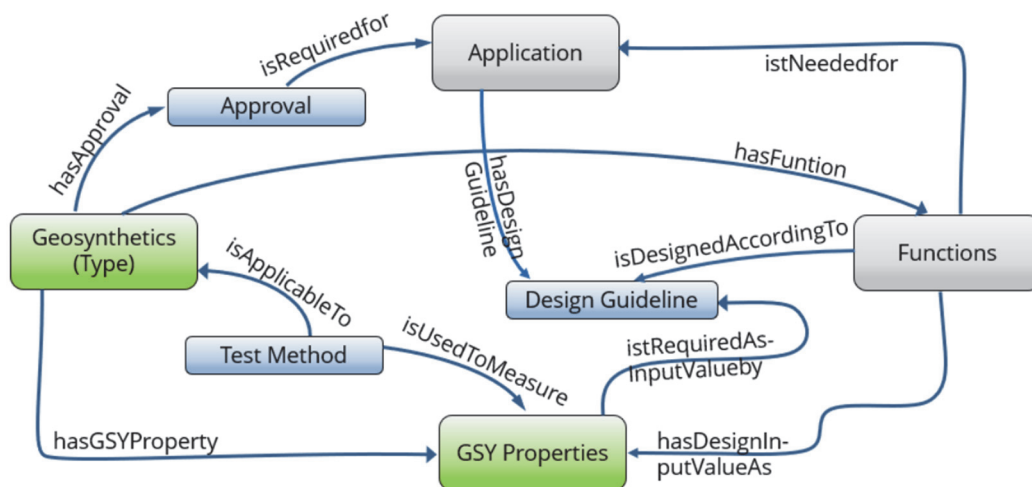 isRequiredfor
Application
istNeededfor
Approval
hasApproval
hasFuntion
hasDesign
Guideline
Geosynthetics
(Type)
isApplicableTo
isDesignedAccordingTo
Functions
Design Guideline
Test Method
isUsedToMeasure
istRequiredAs-
InputValueby
hasGSYProperty
GSY Properties
hasDesignIn-
putValueAs